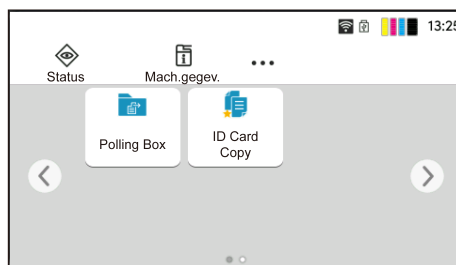 13:25
Status
Mach.gegev.
Polling Box
ID Card
Copy